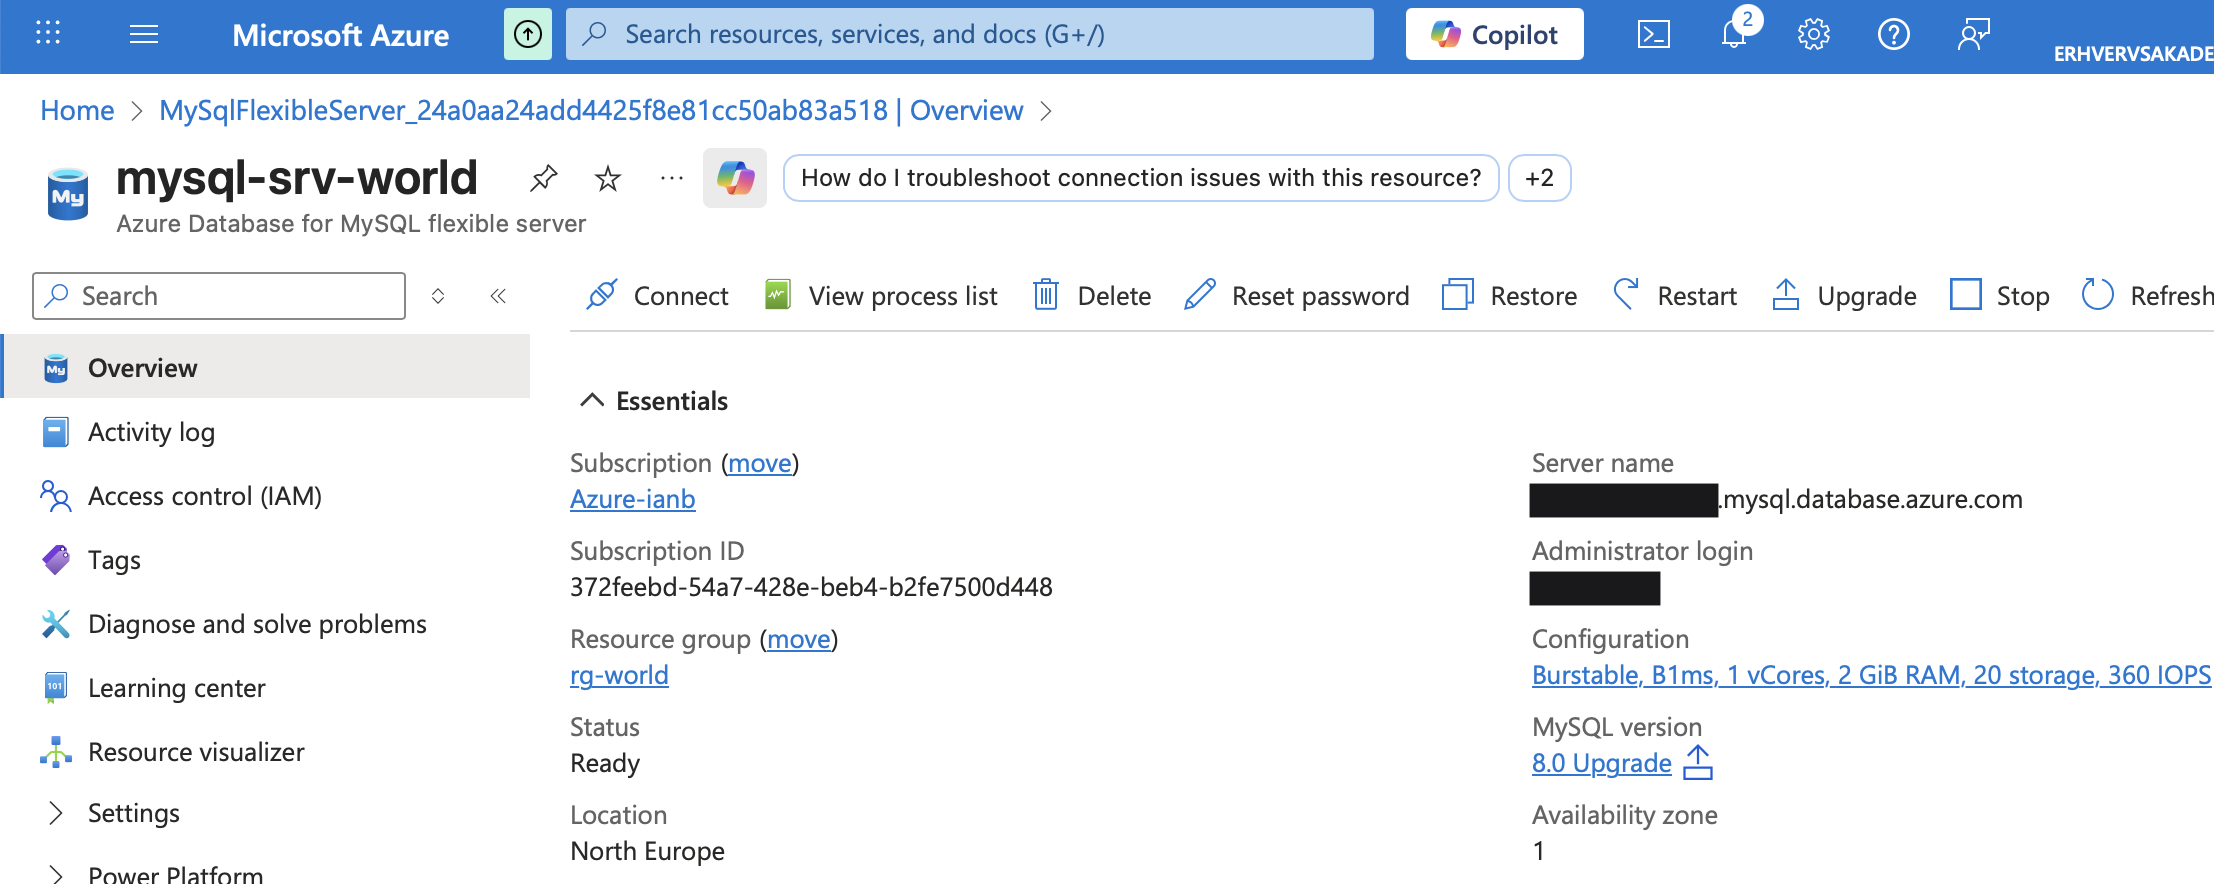 Microsoft Azure
Search resources, services, and docs (G+/)
Copilot
2
ERHVERVSAKADE
Home > MySqlFlexibleServer_24a0aa24add4425f8e81cc50ab83a518 | Overview >
My
mysql-srv-world
How do I troubleshoot connection issues with this resource?
+2
Azure Database for MySQL flexible server
Search
Connect
View process list
Delete
Reset password
Restore
Restart
Upgrade
Stop
Refresh
My
Overview
Activity log
Access control (IAM)
Tags
Diagnose and solve problems
101
Learning center
Resource visualizer
Settings
Power Platform
Essentials
Subscription (move)
Azure-ianb
Subscription ID
372feebd-54a7-428e-beb4-b2fe7500d448
Resource group (move)
rg-world
Status
Ready
Location
North Europe
Server name
.mysql.database.azure.com
Administrator login
Configuration
Burstable, B1ms, 1 vCores, 2 GiB RAM, 20 storage, 360 IOPS
MySQL version
8.0 Upgrade
Availability zone
1